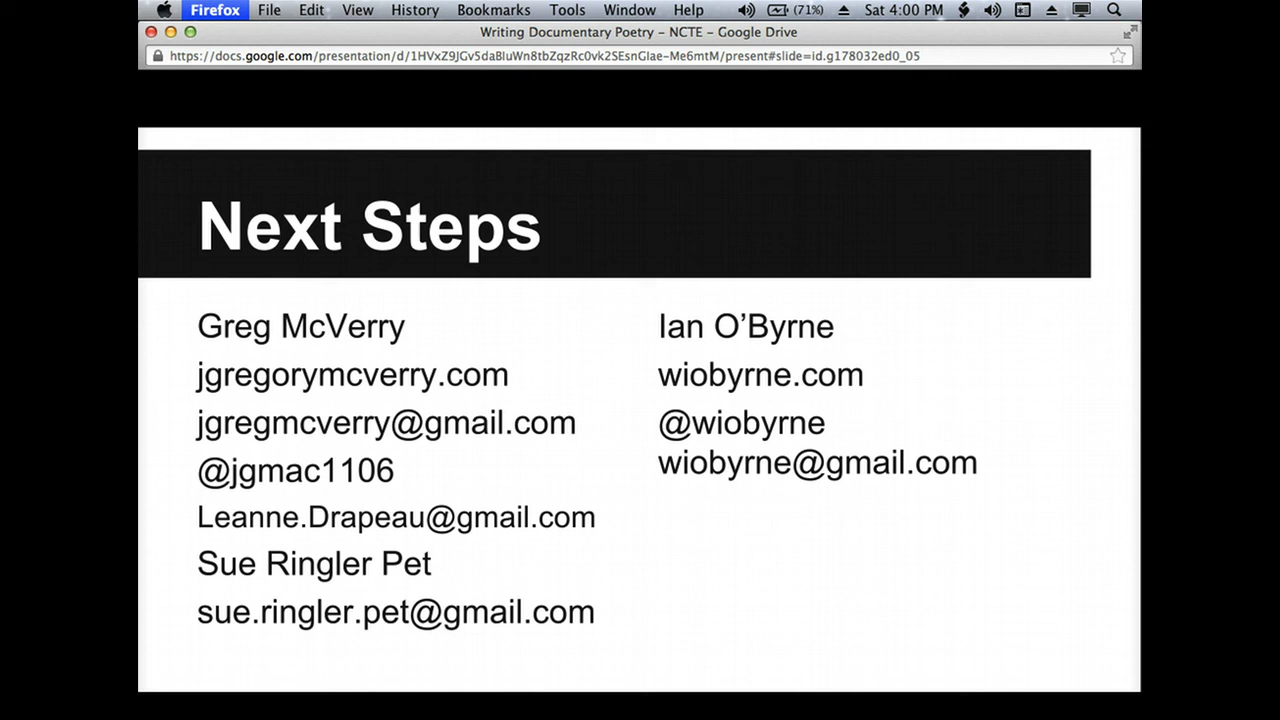 Firefox File Edit View History Bookmarks Tools Window Help (71%) Sat 4:00 PM
Writing Documentary Poetry – NCTE – Google Drive
https://docs.google.com/presentation/d/1HVxZ9JGv5daBluWn8tbZqzRc0vk2SEsnGIae-Me6mtM/present#slide=id.g178032ed0_05
Next Steps
Greg McVerry
jgregorymcverry.com
jgregmcverry@gmail.com
@jgmac1106
Leanne.Drapeau@gmail.com
Sue Ringler Pet
sue.ringler.pet@gmail.com
Ian O’Byrne
wiobyrne.com
@wiobyrne
wiobyrne@gmail.com